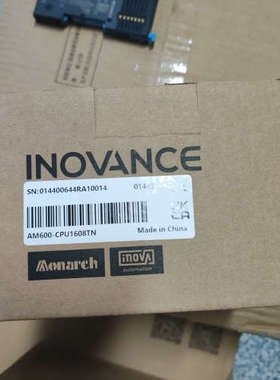 INOVANCE
SN:014400644RA10014
AM600-CPU1608TN
Made in China
Monarch
INOVA
automation